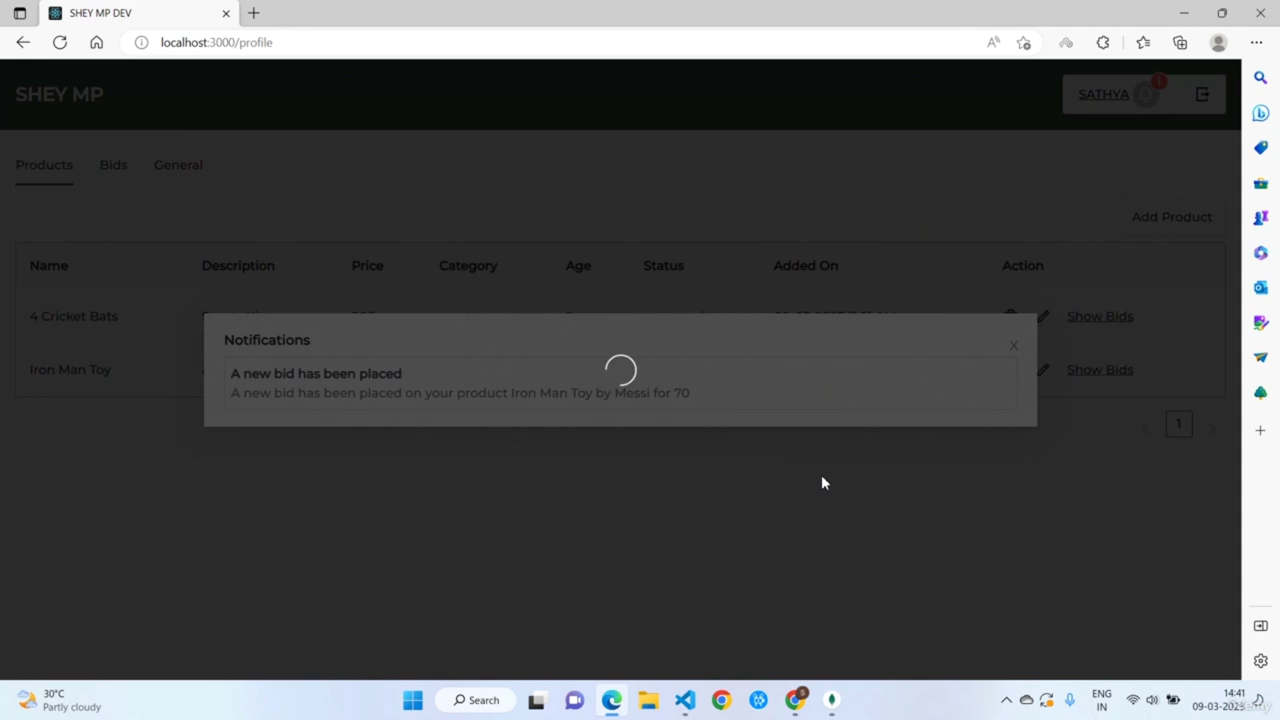 SHEY MP DEV
localhost:3000/profile
SHEY MP
SATHYA
1
Products Bids General
Add Product
Name Description Price Category Age Status Added On Action
4 Cricket Bats Show Bids
Notifications
X
A new bid has been placed
Iron Man Toy Show Bids
A new bid has been placed on your product Iron Man Toy by Messi for 70
1
30°C
Partly cloudy
Search
ENG
IN
14:41
09-03-2023